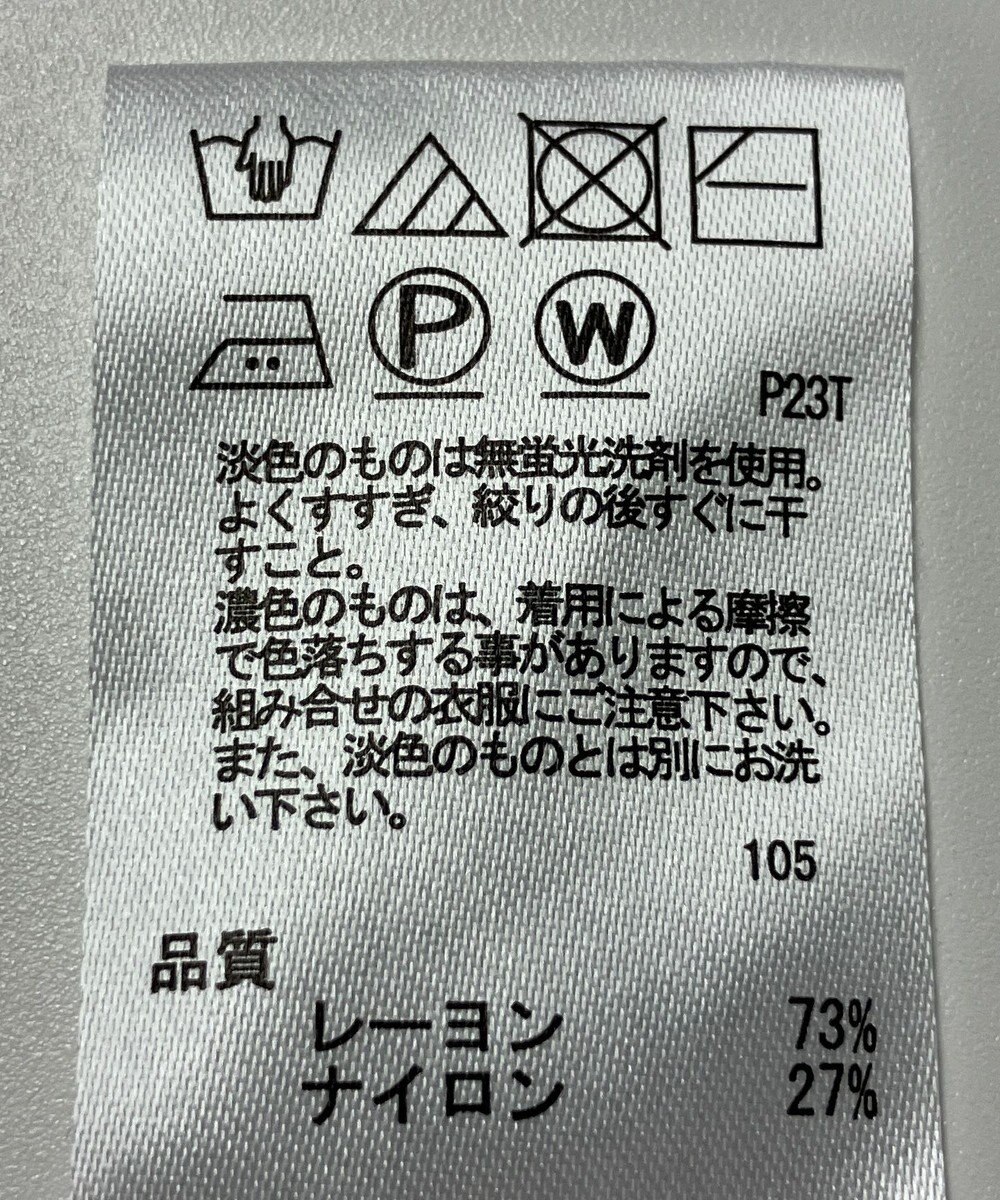 P
W
P23T
淡色のものは無蛍光洗剤を使用。
よくすすぎ、絞りの後すぐに干
すこと。
濃色のものは、着用による摩擦
で色落ちする事がありますので、
組み合せの衣服にご注意下さい。
また、淡色のものとは別にお洗
い下さい。
105
品質
レーヨン 73%
ナイロン 27%